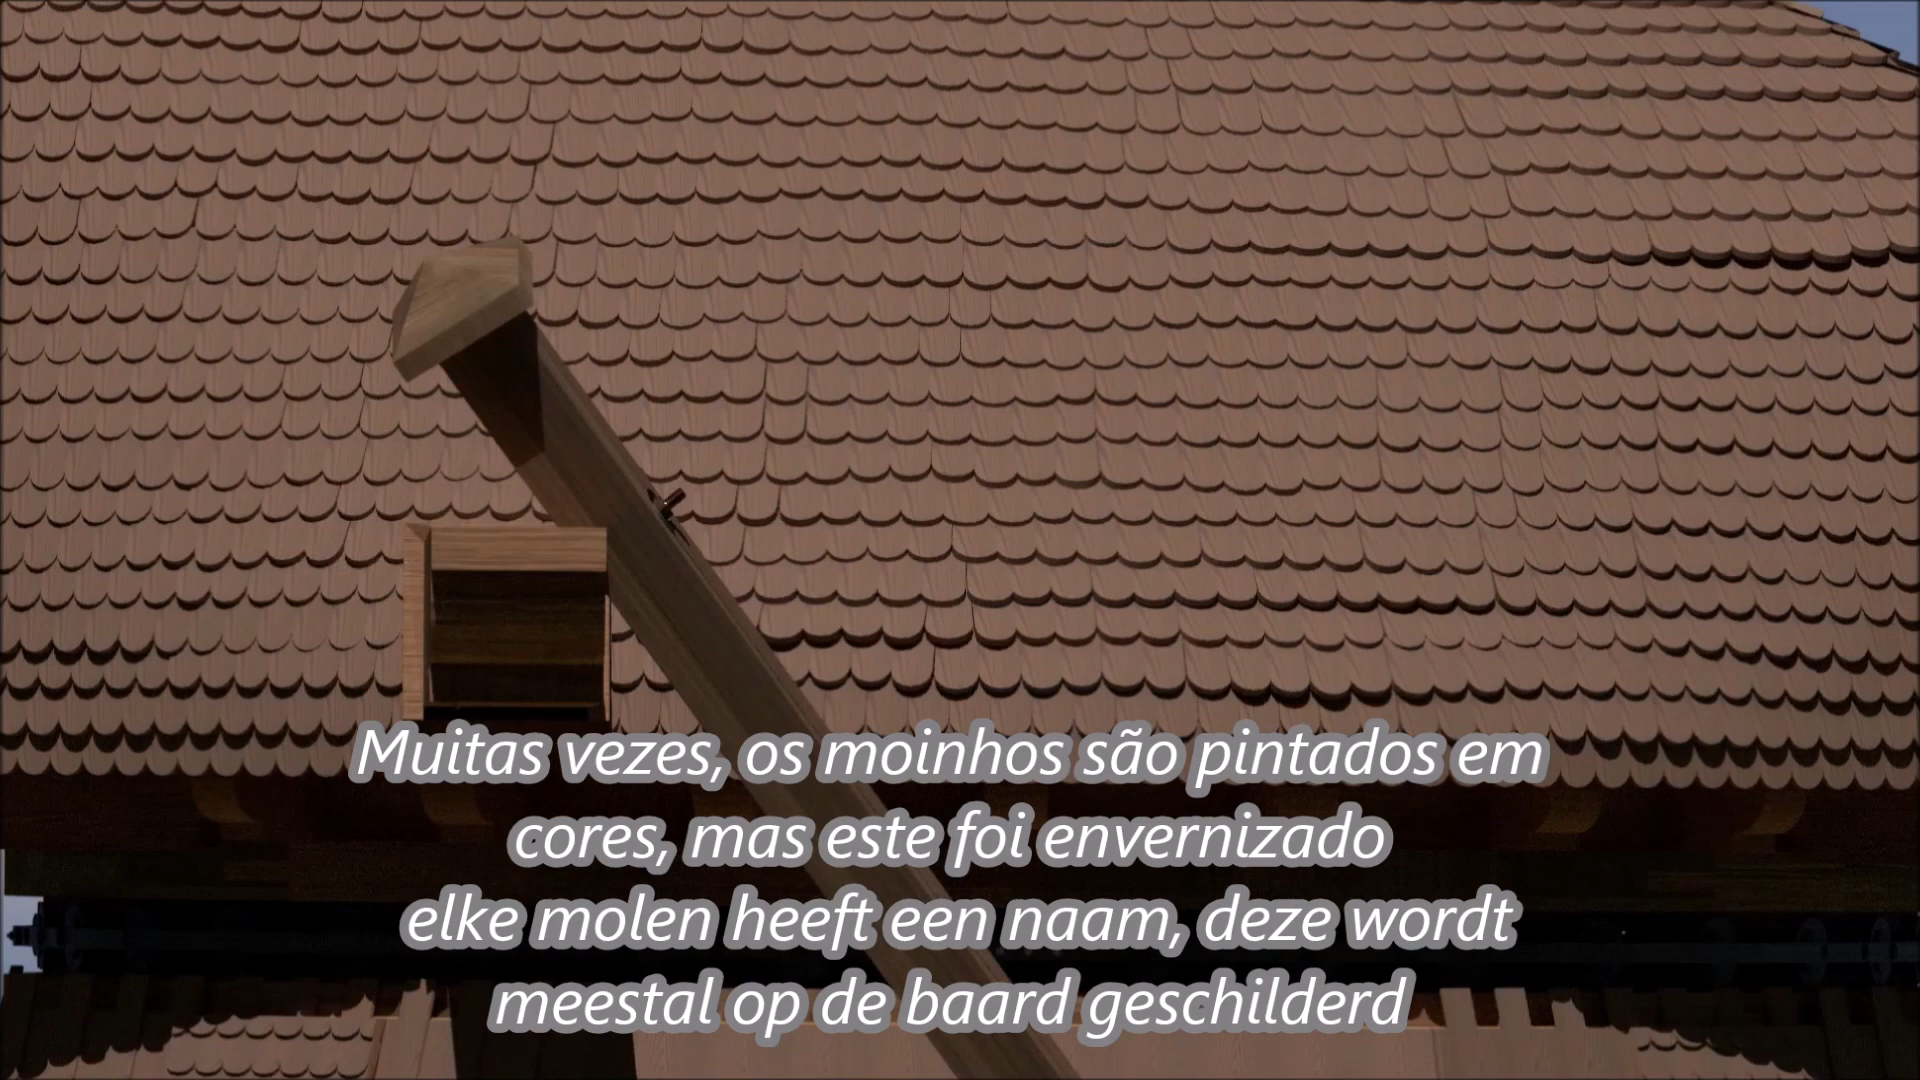 Muitas vezes, os moinhos são pintados em
cores, mas este foi envernizado
elke molen heeft een naam, deze wordt
meestal op de baard geschilderd